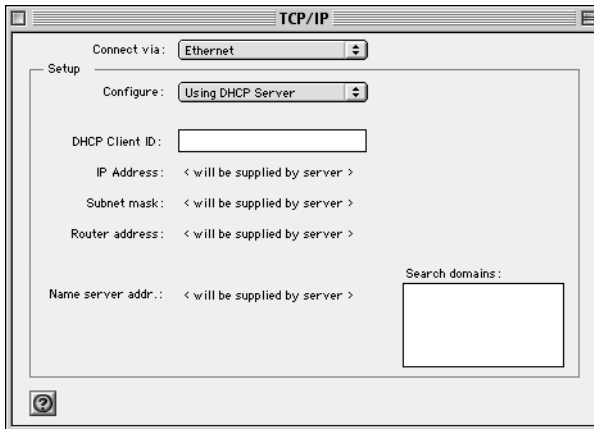 TCP/IP
Connect via: Ethernet
Setup
Configure: Using DHCP Server
DHCP Client ID:
IP Address: < will be supplied by server >
Subnet mask: < will be supplied by server >
Router address: < will be supplied by server >
Search domains:
Name server addr.: < will be supplied by server >
?